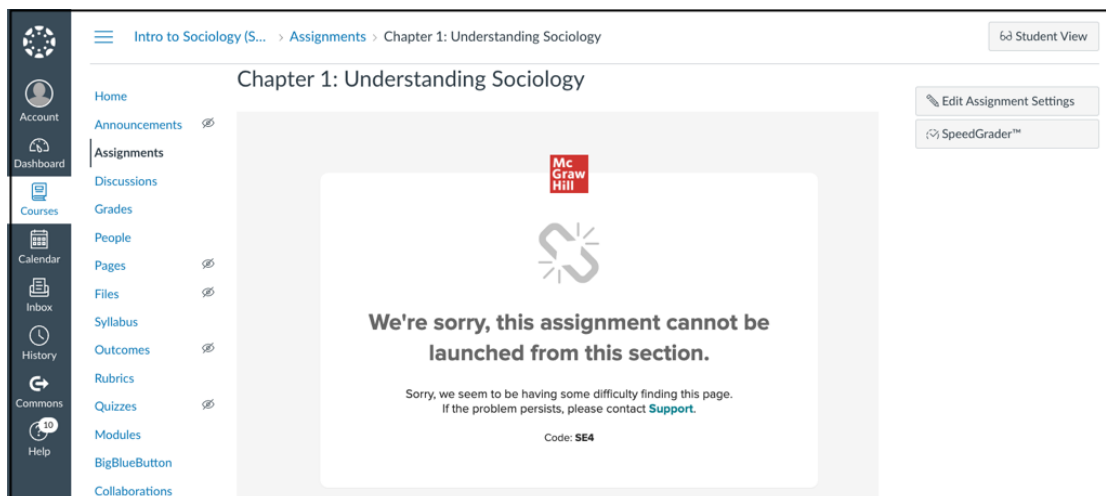 Intro to Sociology (S... > Assignments > Chapter 1: Understanding Sociology
Student View
Account
Dashboard
Courses
Calendar
Inbox
History
Commons
10
Help
Home
Announcements
Assignments
Discussions
Grades
People
Pages
Files
Syllabus
Outcomes
Rubrics
Quizzes
Modules
BigBlueButton
Collaborations
Chapter 1: Understanding Sociology
Mc
Graw
Hill
We're sorry, this assignment cannot be
launched from this section.
Sorry, we seem to be having some difficulty finding this page.
If the problem persists, please contact Support.
Code: SE4
Edit Assignment Settings
SpeedGrader™